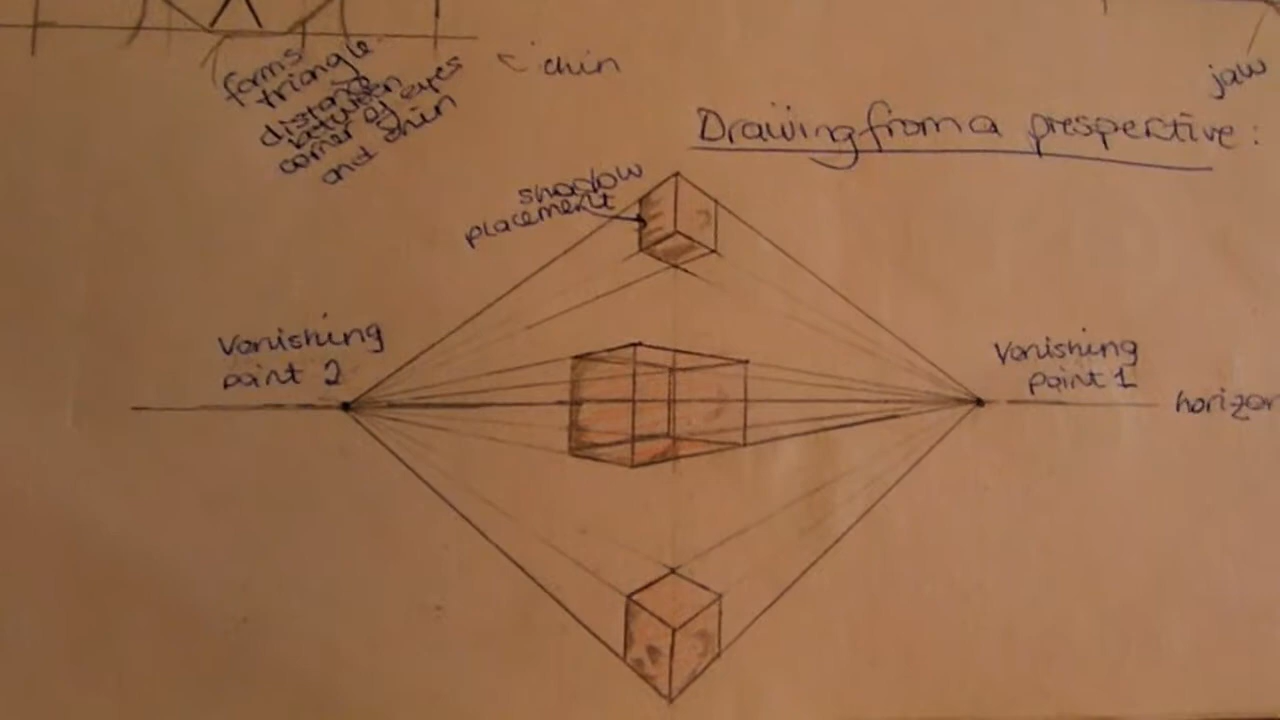 forms
triangle.
distance
between
corner of eyes
and chin
chin
jaw
Drawing from a prespective:
shadow
placement
Vanishing
point 2
Vanishing
point 1
horizon